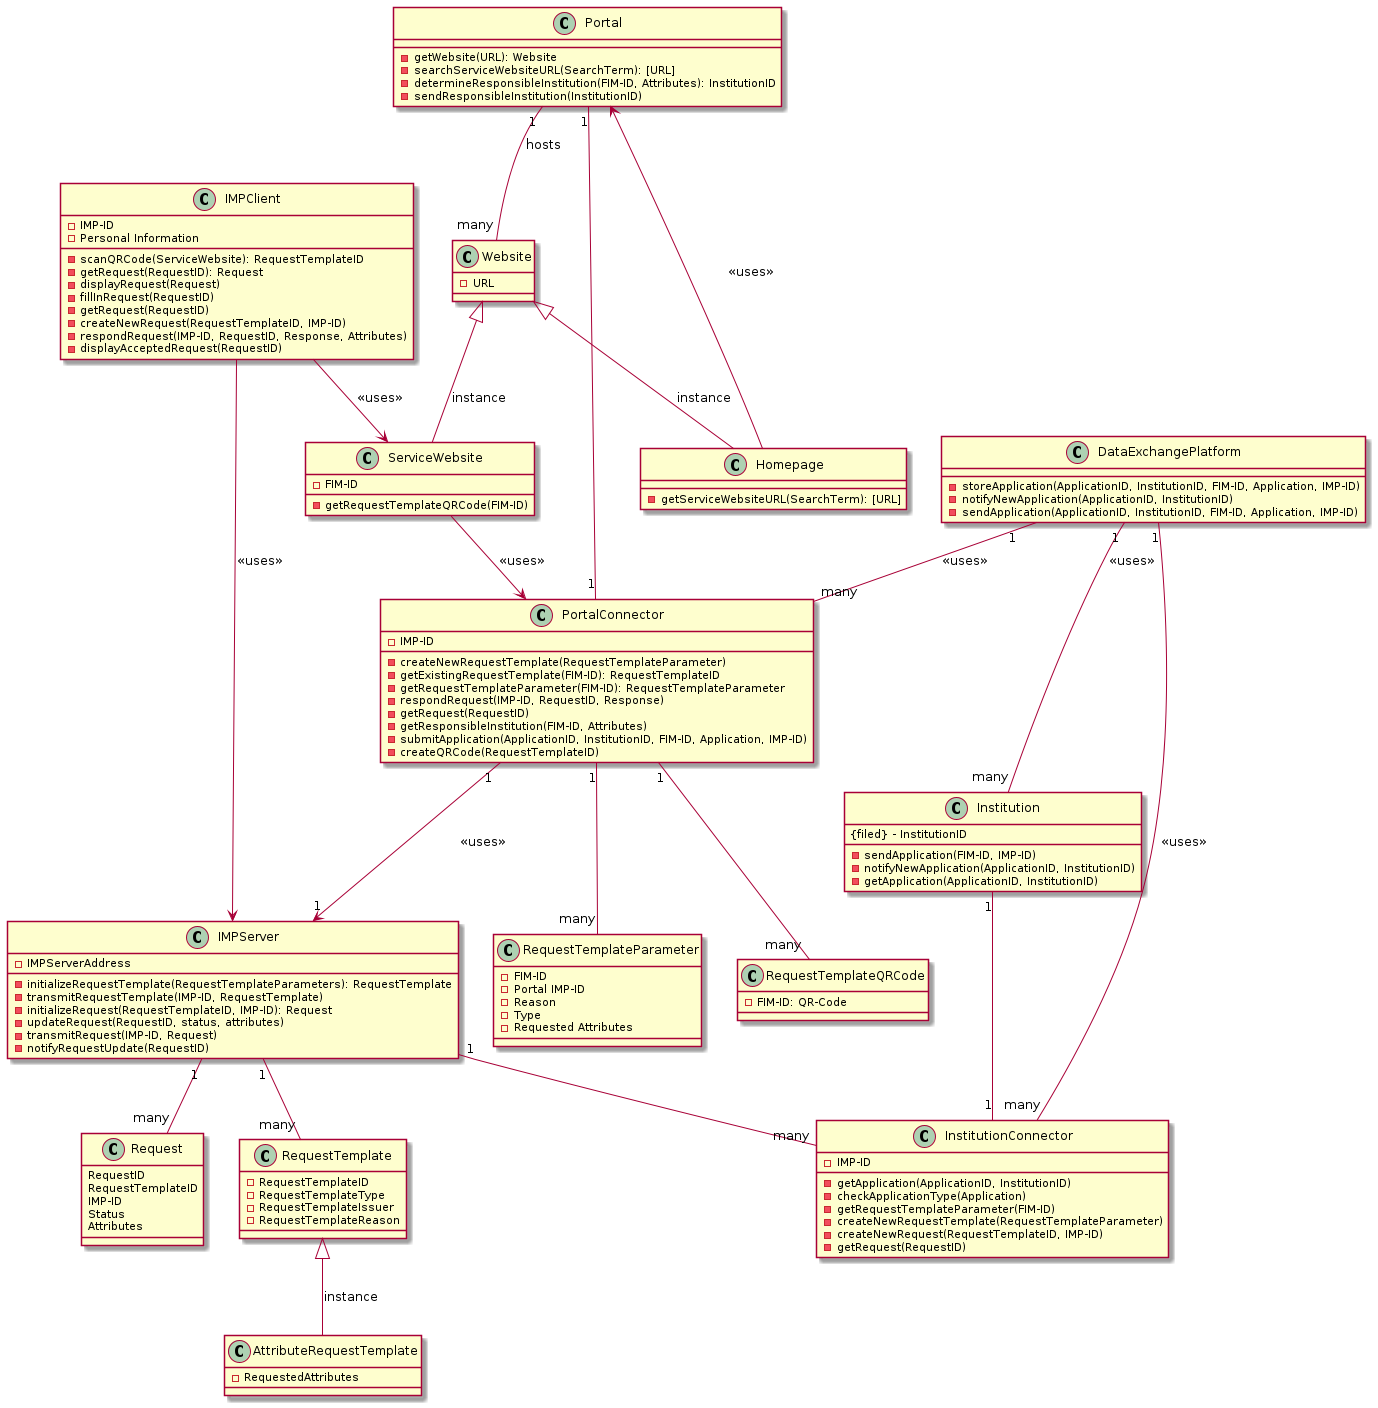 C Portal
getWebsite(URL): Website
searchServiceWebsiteURL(SearchTerm): [URL]
determineResponsibleInstitution(FIM-ID, Attributes): InstitutionID
sendResponsibleInstitution(InstitutionID)
1
1
hosts
many
«uses»
C IMPClient
IMP-ID
Personal Information
scanQRCode(ServiceWebsite): RequestTemplateID
getRequest(RequestID): Request
displayRequest(Request)
fillInRequest(RequestID)
getRequest(RequestID)
createNewRequest(RequestTemplateID, IMP-ID)
respondRequest(IMP-ID, RequestID, Response, Attributes)
displayAcceptedRequest(RequestID)
C Website
URL
«uses»
instance
instance
C ServiceWebsite
FIM-ID
getRequestTemplateQRCode(FIM-ID)
C Homepage
getServiceWebsiteURL(SearchTerm): [URL]
C DataExchangePlatform
storeApplication(ApplicationID, InstitutionID, FIM-ID, Application, IMP-ID)
notifyNewApplication(ApplicationID, InstitutionID)
sendApplication(ApplicationID, InstitutionID, FIM-ID, Application, IMP-ID)
1
1
1
«uses»
«uses»
«uses»
«uses»
1
many
C PortalConnector
IMP-ID
createNewRequestTemplate(RequestTemplateParameter)
getExistingRequestTemplate(FIM-ID): RequestTemplateID
getRequestTemplateParameter(FIM-ID): RequestTemplateParameter
respondRequest(IMP-ID, RequestID, Response)
getRequest(RequestID)
getResponsibleInstitution(FIM-ID, Attributes)
submitApplication(ApplicationID, InstitutionID, FIM-ID, Application, IMP-ID)
createQRCode(RequestTemplateID)
1
1
1
many
C Institution
{filed} - InstitutionID
sendApplication(FIM-ID, IMP-ID)
notifyNewApplication(ApplicationID, InstitutionID)
getApplication(ApplicationID, InstitutionID)
«uses»
«uses»
1
1
many
many
C IMPServer
IMPServerAddress
initializeRequestTemplate(RequestTemplateParameters): RequestTemplate
transmitRequestTemplate(IMP-ID, RequestTemplate)
initializeRequest(RequestTemplateID, IMP-ID): Request
updateRequest(RequestID, status, attributes)
transmitRequest(IMP-ID, Request)
notifyRequestUpdate(RequestID)
C RequestTemplateParameter
FIM-ID
Portal IMP-ID
Reason
Type
Requested Attributes
C RequestTemplateQRCode
FIM-ID: QR-Code
1
1
1
many
many
1
many
many
C Request
RequestID
RequestTemplateID
IMP-ID
Status
Attributes
C RequestTemplate
RequestTemplateID
RequestTemplateType
RequestTemplateIssuer
RequestTemplateReason
C InstitutionConnector
IMP-ID
getApplication(ApplicationID, InstitutionID)
checkApplicationType(Application)
getRequestTemplateParameter(FIM-ID)
createNewRequestTemplate(RequestTemplateParameter)
createNewRequest(RequestTemplateID, IMP-ID)
getRequest(RequestID)
instance
C AttributeRequestTemplate
RequestedAttributes